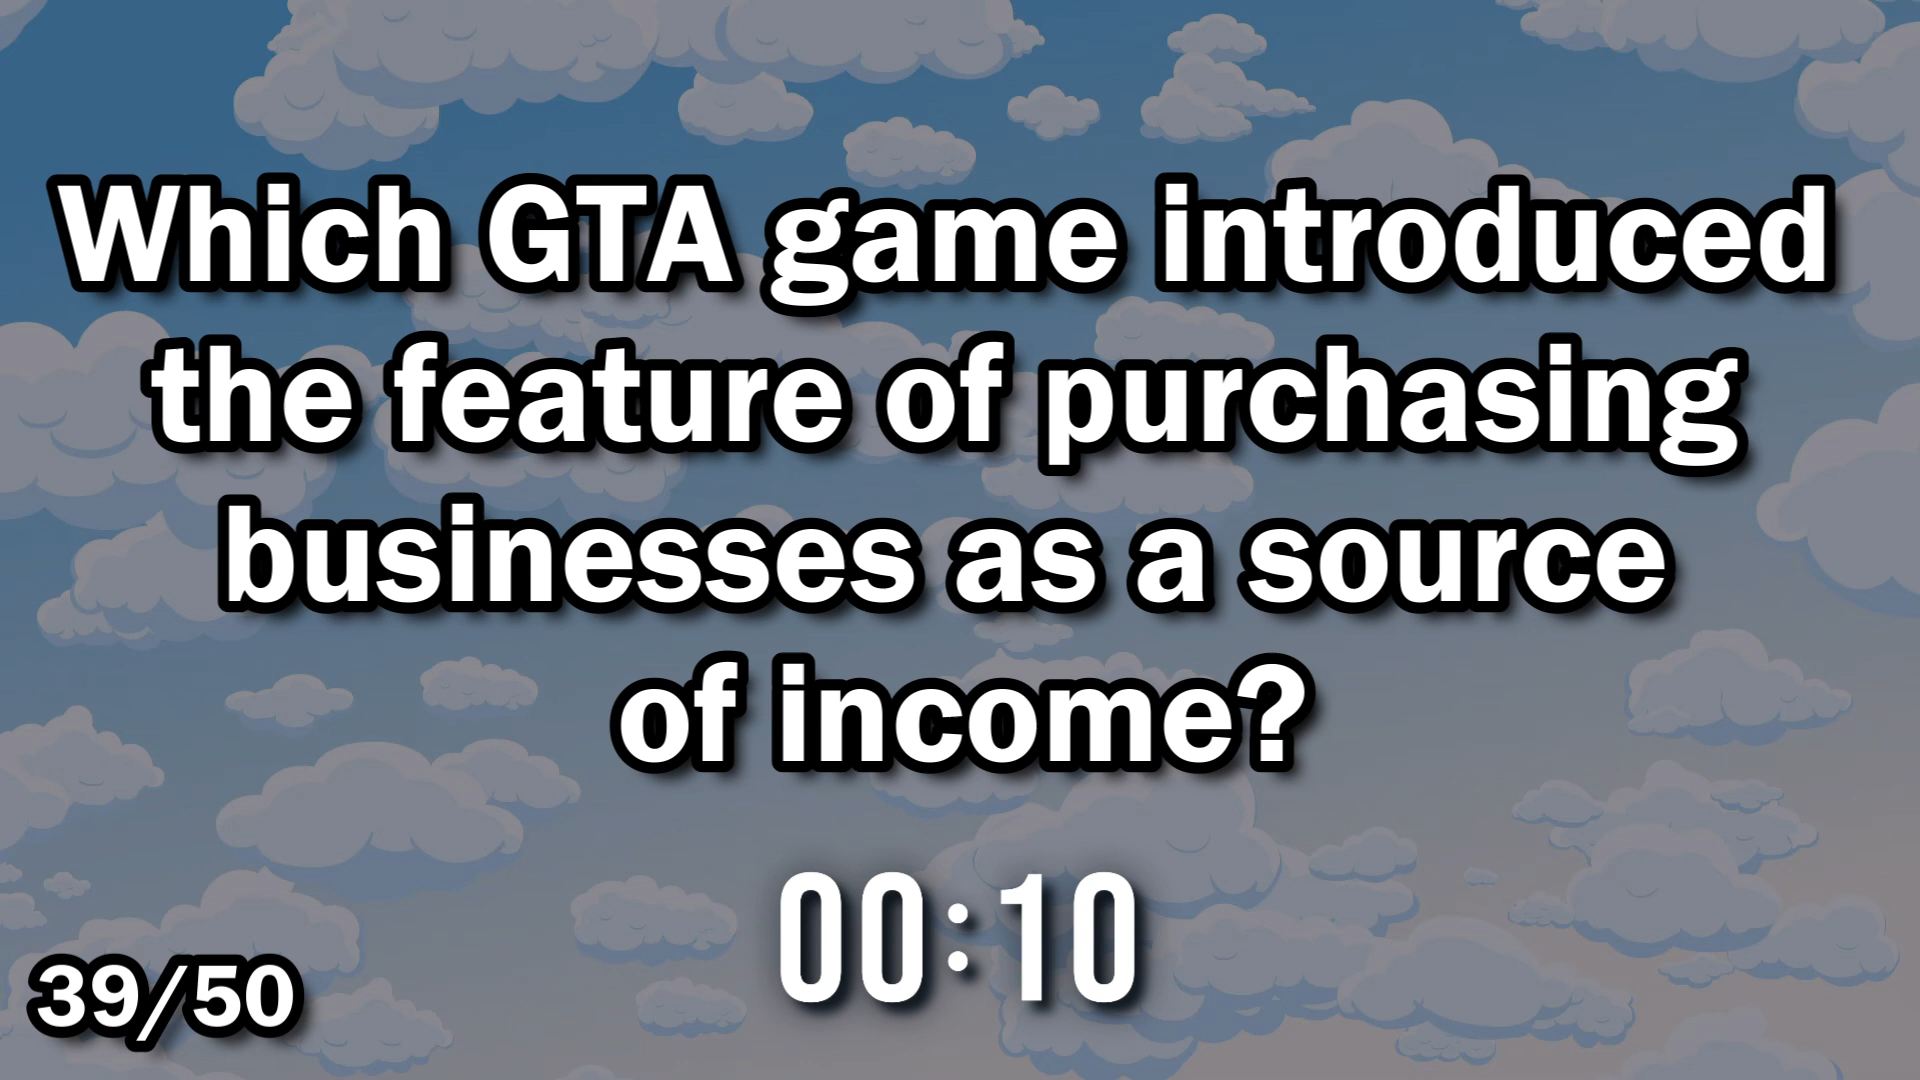 Which GTA game introduced
the feature of purchasing
businesses as a source
of income?
00:10
39/50